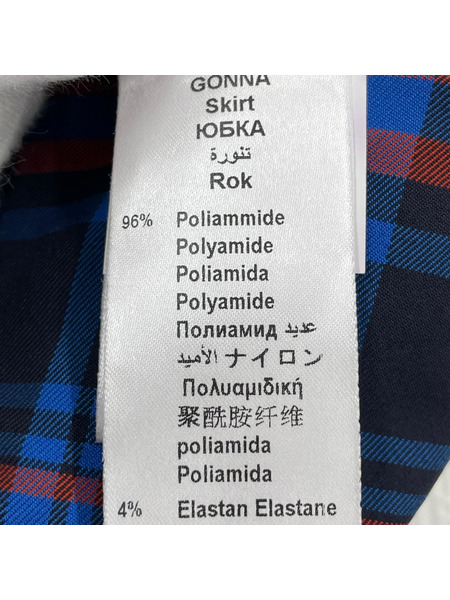 GONNA
Skirt
ЮБКА
تنورة
Rok
96% Poliammide
Polyamide
Poliamida
Polyamide
Полиамид عديد
الأميد ナイロン
Πολυαμιδική
聚酰胺纤维
poliamida
Poliamida
4% Elastan Elastane